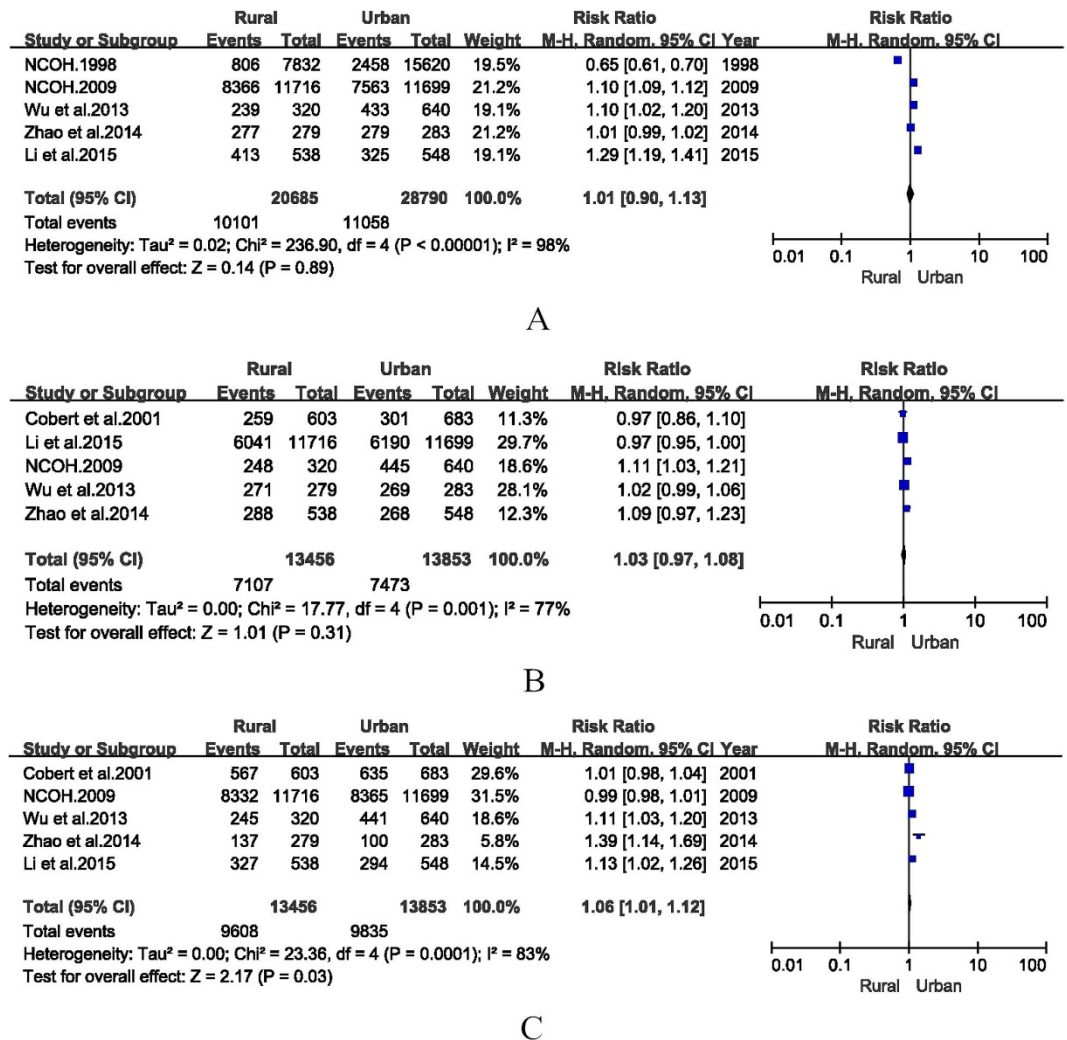 Rural Urban Risk Ratio Risk Ratio
Study or Subgroup Events Total Events Total Weight M-H, Random, 95% CI Year M-H, Random, 95% CI
NCOH.1998 806 7832 2458 15620 19.5% 0.65 [0.61, 0.70] 1998
NCOH.2009 8366 11716 7563 11699 21.2% 1.10 [1.09, 1.12] 2009
Wu et al.2013 239 320 433 640 19.1% 1.10 [1.02, 1.20] 2013
Zhao et al.2014 277 279 279 283 21.2% 1.01 [0.99, 1.02] 2014
Li et al.2015 413 538 325 548 19.1% 1.29 [1.19, 1.41] 2015
Total (95% CI) 20685 28790 100.0% 1.01 [0.90, 1.13]
Total events 10101 11058
Heterogeneity: Tau² = 0.02; Chi² = 236.90, df = 4 (P < 0.00001); I² = 98%
Test for overall effect: Z = 0.14 (P = 0.89)
0.01 0.1 1 10 100
Rural Urban
A
Rural Urban Risk Ratio Risk Ratio
Study or Subgroup Events Total Events Total Weight M-H, Random, 95% CI M-H, Random, 95% CI
Cobert et al.2001 259 603 301 683 11.3% 0.97 [0.86, 1.10]
Li et al.2015 6041 11716 6190 11699 29.7% 0.97 [0.95, 1.00]
NCOH.2009 248 320 445 640 18.6% 1.11 [1.03, 1.21]
Wu et al.2013 271 279 269 283 28.1% 1.02 [0.99, 1.06]
Zhao et al.2014 288 538 268 548 12.3% 1.09 [0.97, 1.23]
Total (95% CI) 13456 13853 100.0% 1.03 [0.97, 1.08]
Total events 7107 7473
Heterogeneity: Tau² = 0.00; Chi² = 17.77, df = 4 (P = 0.001); I² = 77%
Test for overall effect: Z = 1.01 (P = 0.31)
0.01 0.1 1 10 100
Rural Urban
B
Rural Urban Risk Ratio Risk Ratio
Study or Subgroup Events Total Events Total Weight M-H, Random, 95% CI Year M-H, Random, 95% CI
Cobert et al.2001 567 603 635 683 29.6% 1.01 [0.98, 1.04] 2001
NCOH.2009 8332 11716 8365 11699 31.5% 0.99 [0.98, 1.01] 2009
Wu et al.2013 245 320 441 640 18.6% 1.11 [1.03, 1.20] 2013
Zhao et al.2014 137 279 100 283 5.8% 1.39 [1.14, 1.69] 2014
Li et al.2015 327 538 294 548 14.5% 1.13 [1.02, 1.26] 2015
Total (95% CI) 13456 13853 100.0% 1.06 [1.01, 1.12]
Total events 9608 9835
Heterogeneity: Tau² = 0.00; Chi² = 23.36, df = 4 (P = 0.0001); I² = 83%
Test for overall effect: Z = 2.17 (P = 0.03)
0.01 0.1 1 10 100
Rural Urban
C